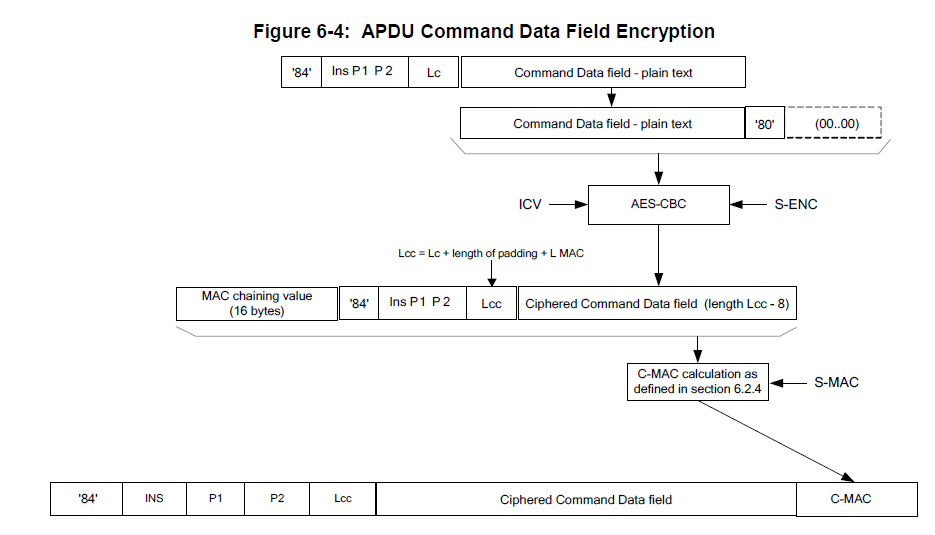 Figure 6-4: APDU Command Data Field Encryption
'84' Ins P1 P 2 Lc Command Data field - plain text
Command Data field - plain text '80' (00..00)
ICV AES-CBC S-ENC
Lcc = Lc + length of padding + L MAC
MAC chaining value
(16 bytes)
'84' Ins P1 P 2 Lcc Ciphered Command Data field (length Lcc - 8)
C-MAC calculation as
defined in section 6.2.4
S-MAC
'84' INS P1 P2 Lcc Ciphered Command Data field C-MAC